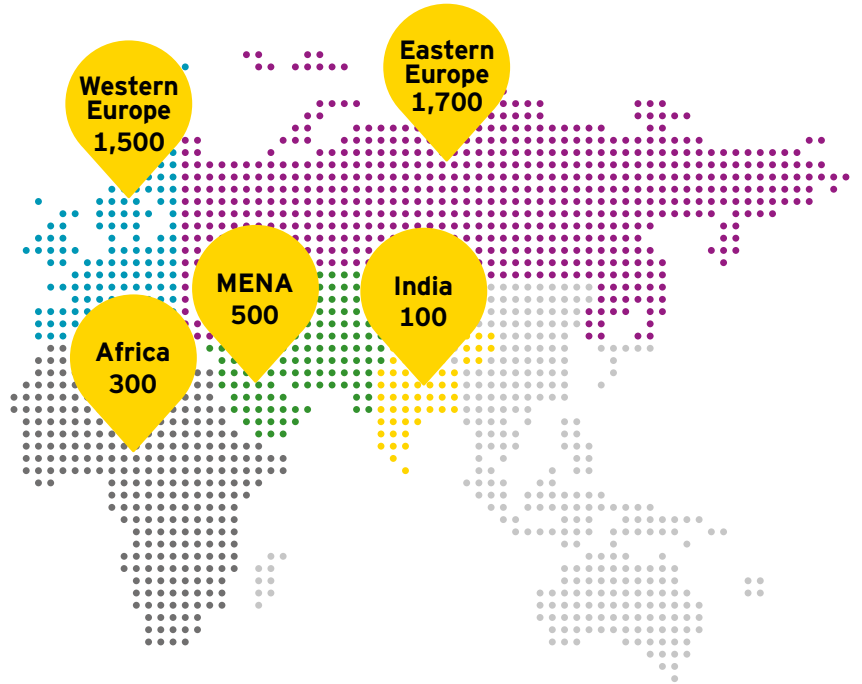 Western
Europe
1,500
Eastern
Europe
1,700
MENA
500
India
100
Africa
300